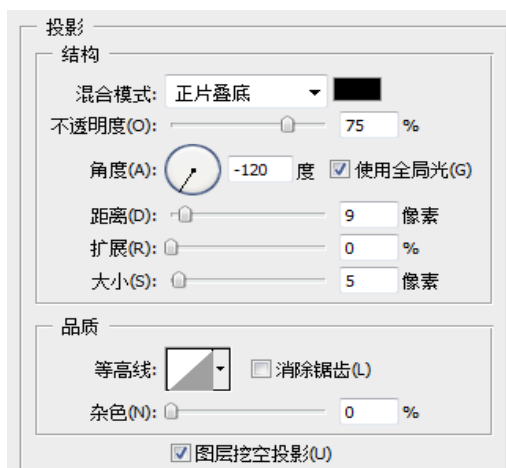 投影
结构
混合模式: 正片叠底
不透明度(O): 75 %
角度(A): -120 度 使用全局光(G)
距离(D): 9 像素
扩展(R): 0 %
大小(S): 5 像素
品质
等高线: 消除锯齿(L)
杂色(N): 0 %
图层挖空投影(U)